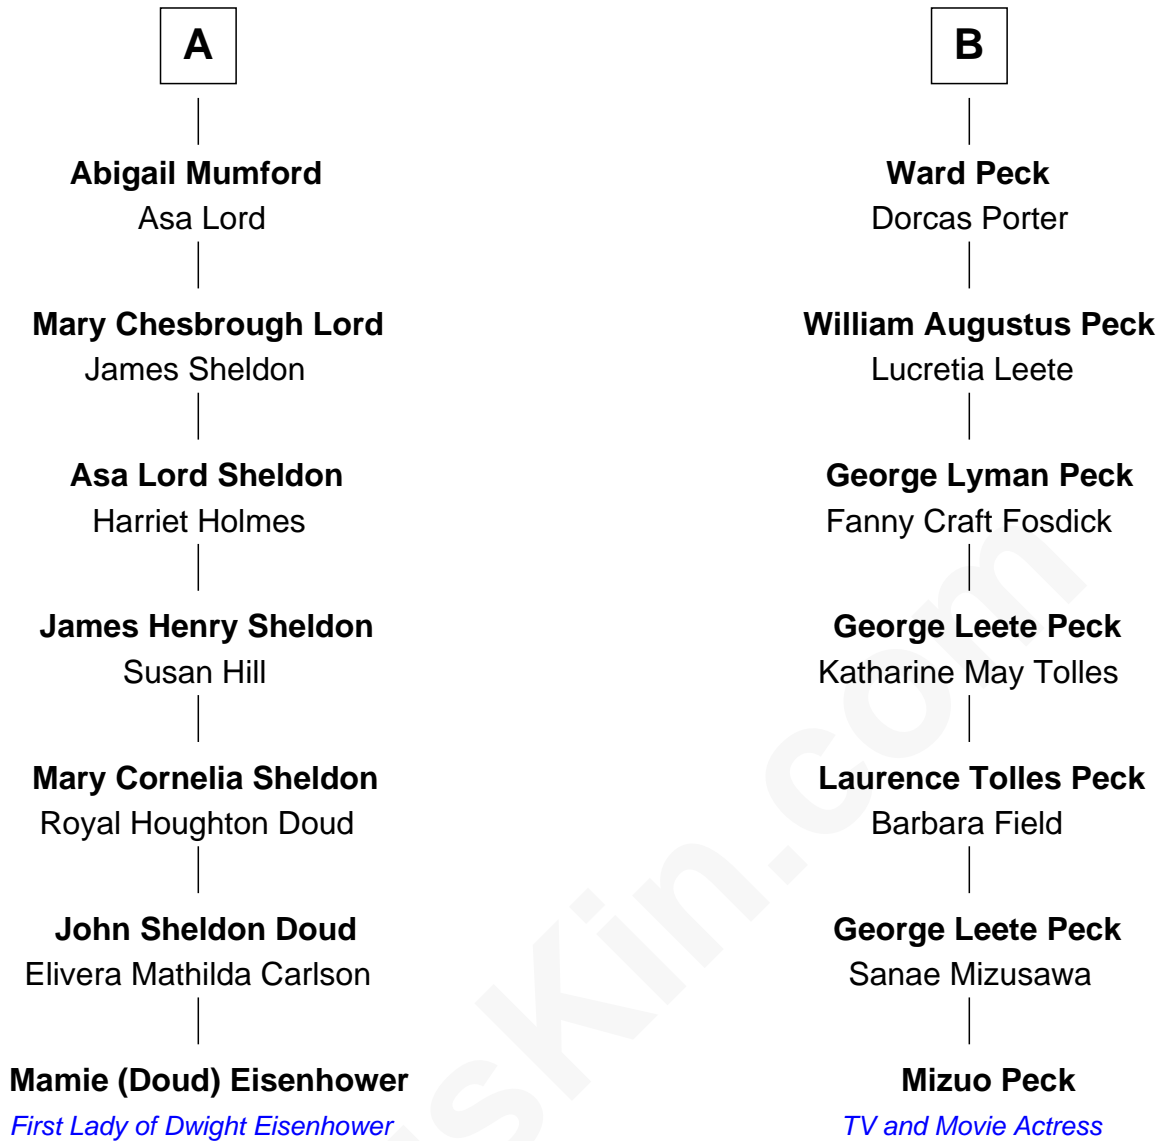 A
Abigail Mumford
Asa Lord
Mary Chesbrough Lord
James Sheldon
Asa Lord Sheldon
Harriet Holmes
James Henry Sheldon
Susan Hill
Mary Cornelia Sheldon
Royal Houghton Doud
John Sheldon Doud
Elivera Mathilda Carlson
Mamie (Doud) Eisenhower
First Lady of Dwight Eisenhower
B
Ward Peck
Dorcas Porter
William Augustus Peck
Lucretia Leete
George Lyman Peck
Fanny Craft Fosdick
George Leete Peck
Katharine May Tolles
Laurence Tolles Peck
Barbara Field
George Leete Peck
Sanae Mizusawa
Mizuo Peck
TV and Movie Actress